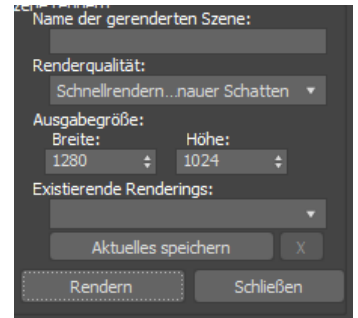 Name der gerenderten Szene:
Renderqualität:
Schnellrendern...nauer Schatten
Ausgabegröße:
Breite: Höhe:
1280 1024
Existierende Renderings:
Aktuelles speichern X
Rendern Schließen